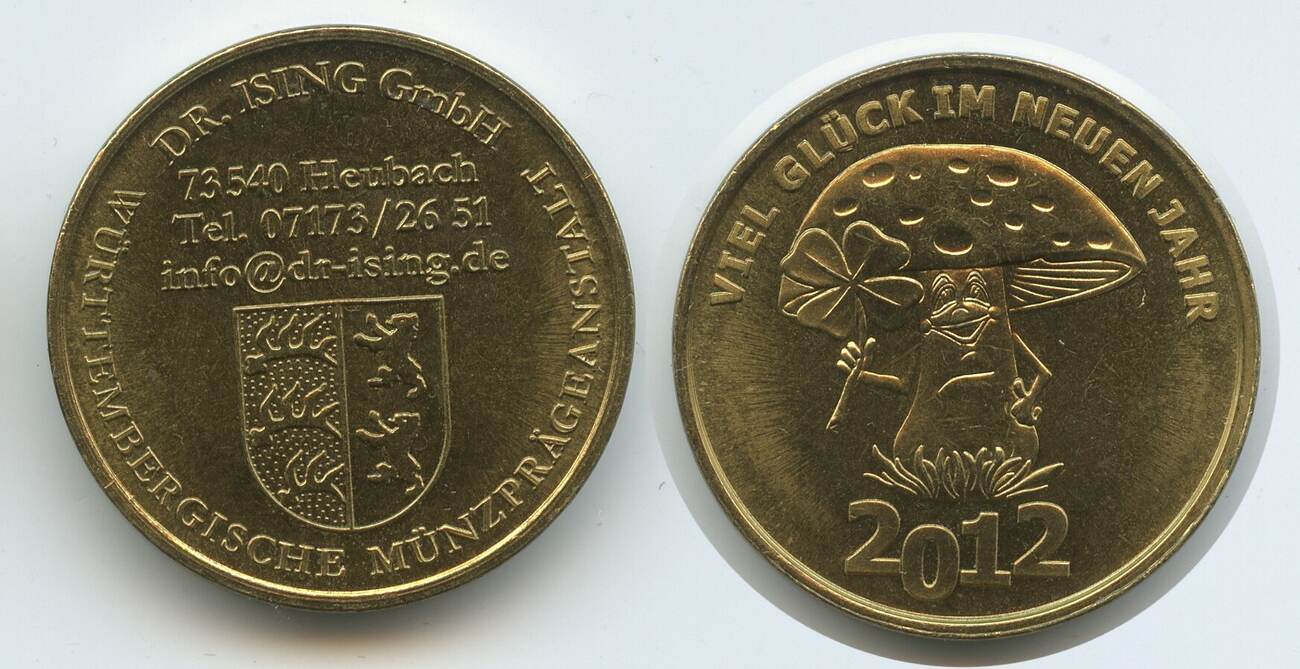 DR. ISING GmbH
73540 Heubach
Tel. 07173/26 51
info@dr-ising.de
WÜRTTEMBERGISCHE MÜNZPRÄGEANSTALT
VIEL GLÜCK IM NEUEN JAHR
2012